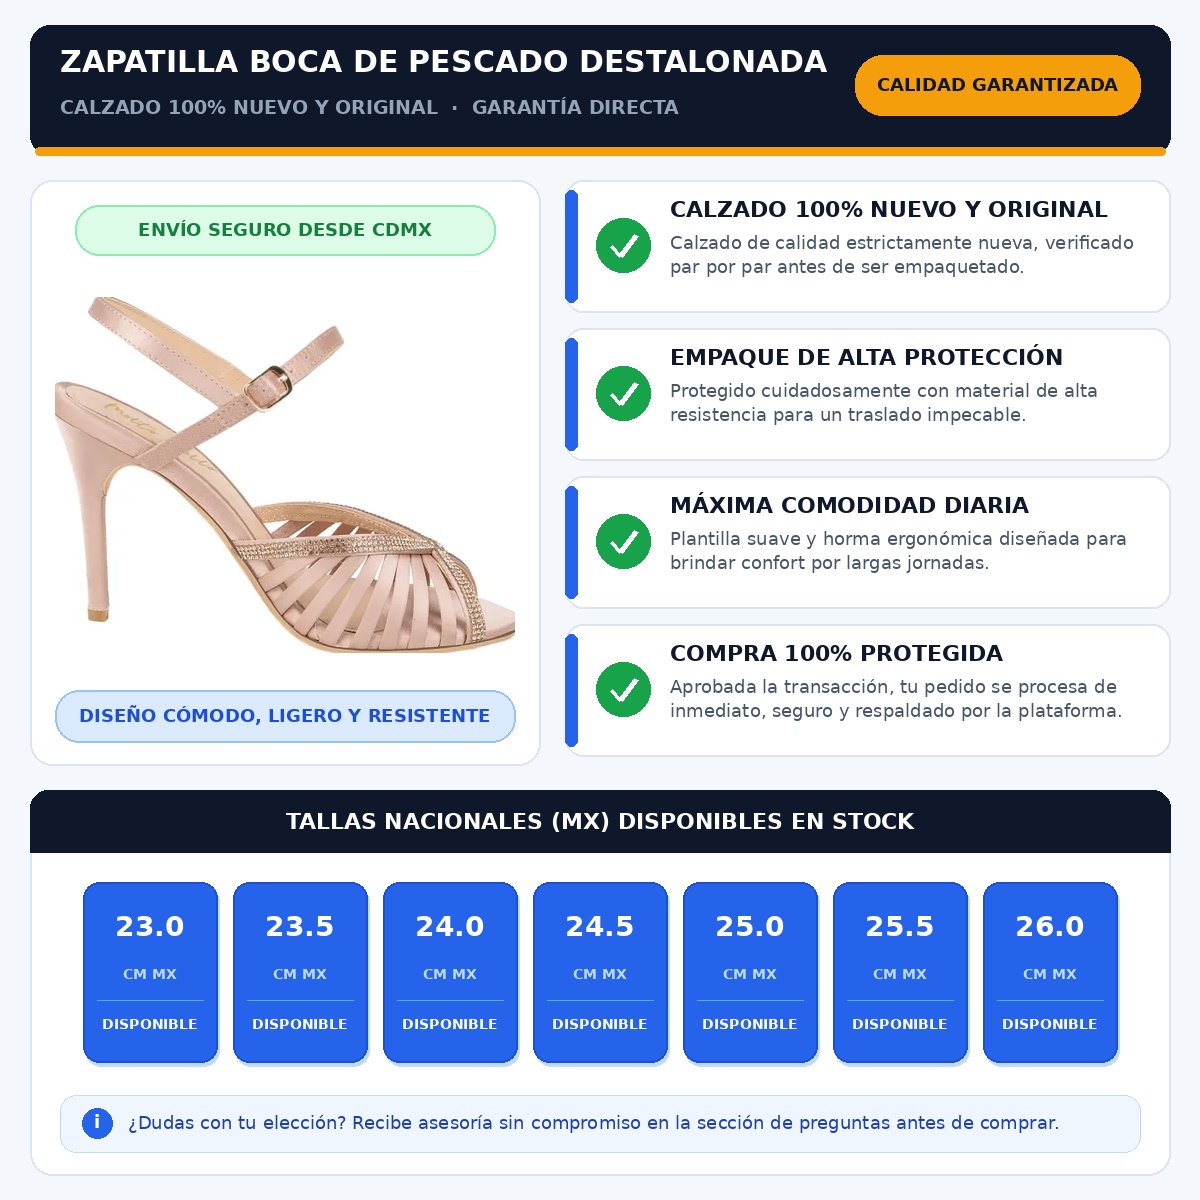 ZAPATILLA BOCA DE PESCADO DESTALONADA
CALZADO 100% NUEVO Y ORIGINAL · GARANTÍA DIRECTA
CALIDAD GARANTIZADA
ENVÍO SEGURO DESDE CDMX
DISEÑO CÓMODO, LIGERO Y RESISTENTE
CALZADO 100% NUEVO Y ORIGINAL
Calzado de calidad estrictamente nueva, verificado
par por par antes de ser empaquetado.
EMPAQUE DE ALTA PROTECCIÓN
Protegido cuidadosamente con material de alta
resistencia para un traslado impecable.
MÁXIMA COMODIDAD DIARIA
Plantilla suave y horma ergonómica diseñada para
brindar confort por largas jornadas.
COMPRA 100% PROTEGIDA
Aprobada la transacción, tu pedido se procesa de
inmediato, seguro y respaldado por la plataforma.
TALLAS NACIONALES (MX) DISPONIBLES EN STOCK
23.0 23.5 24.0 24.5 25.0 25.5 26.0
CM MX CM MX CM MX CM MX CM MX CM MX CM MX
DISPONIBLE DISPONIBLE DISPONIBLE DISPONIBLE DISPONIBLE DISPONIBLE DISPONIBLE
i ¿Dudas con tu elección? Recibe asesoría sin compromiso en la sección de preguntas antes de comprar.